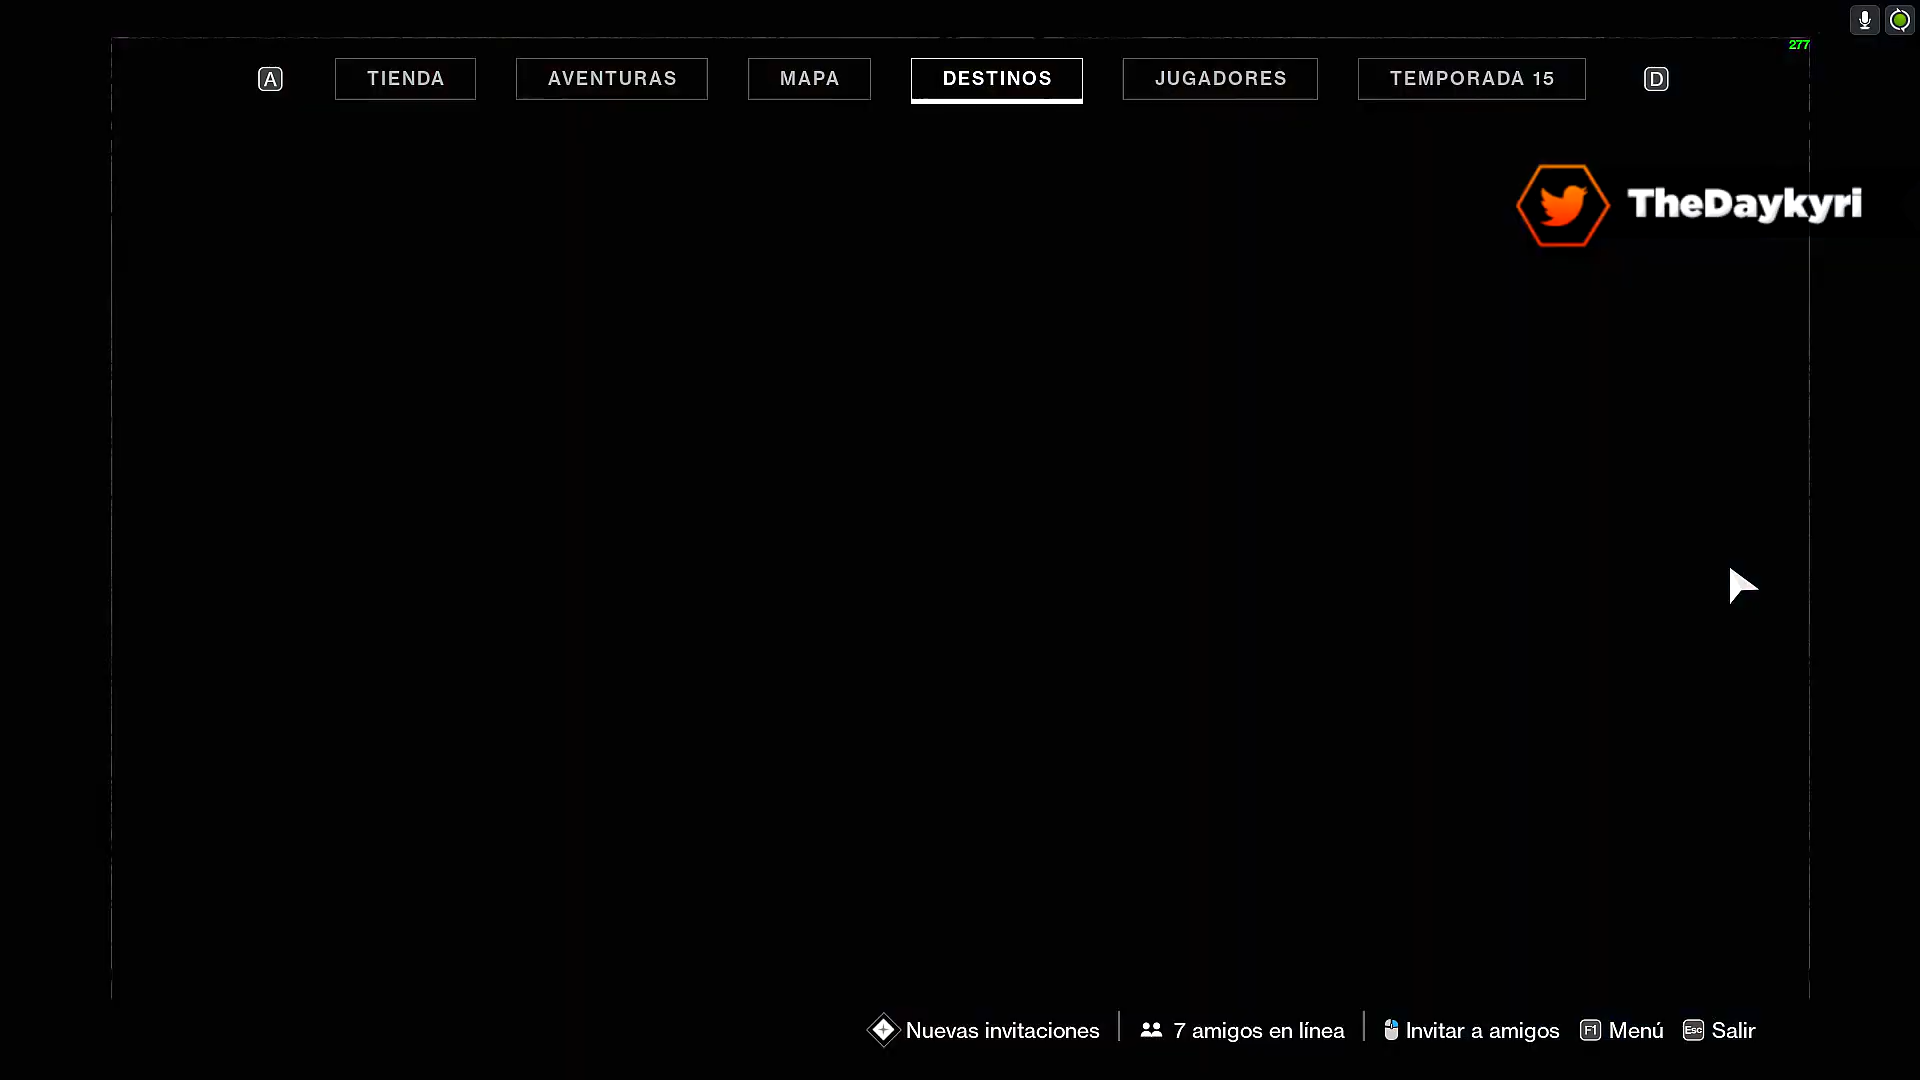 277
A TIENDA AVENTURAS MAPA DESTINOS JUGADORES TEMPORADA 15 D
TheDaykyri
Nuevas invitaciones 7 amigos en línea Invitar a amigos F1 Menú Esc Salir